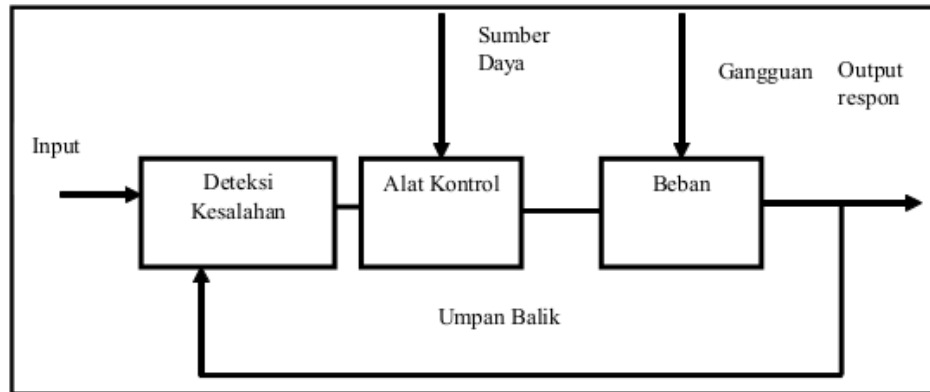 Sumber
Daya
Gangguan
Output
respon
Input
Deteksi
Kesalahan
Alat Kontrol
Beban
Umpan Balik